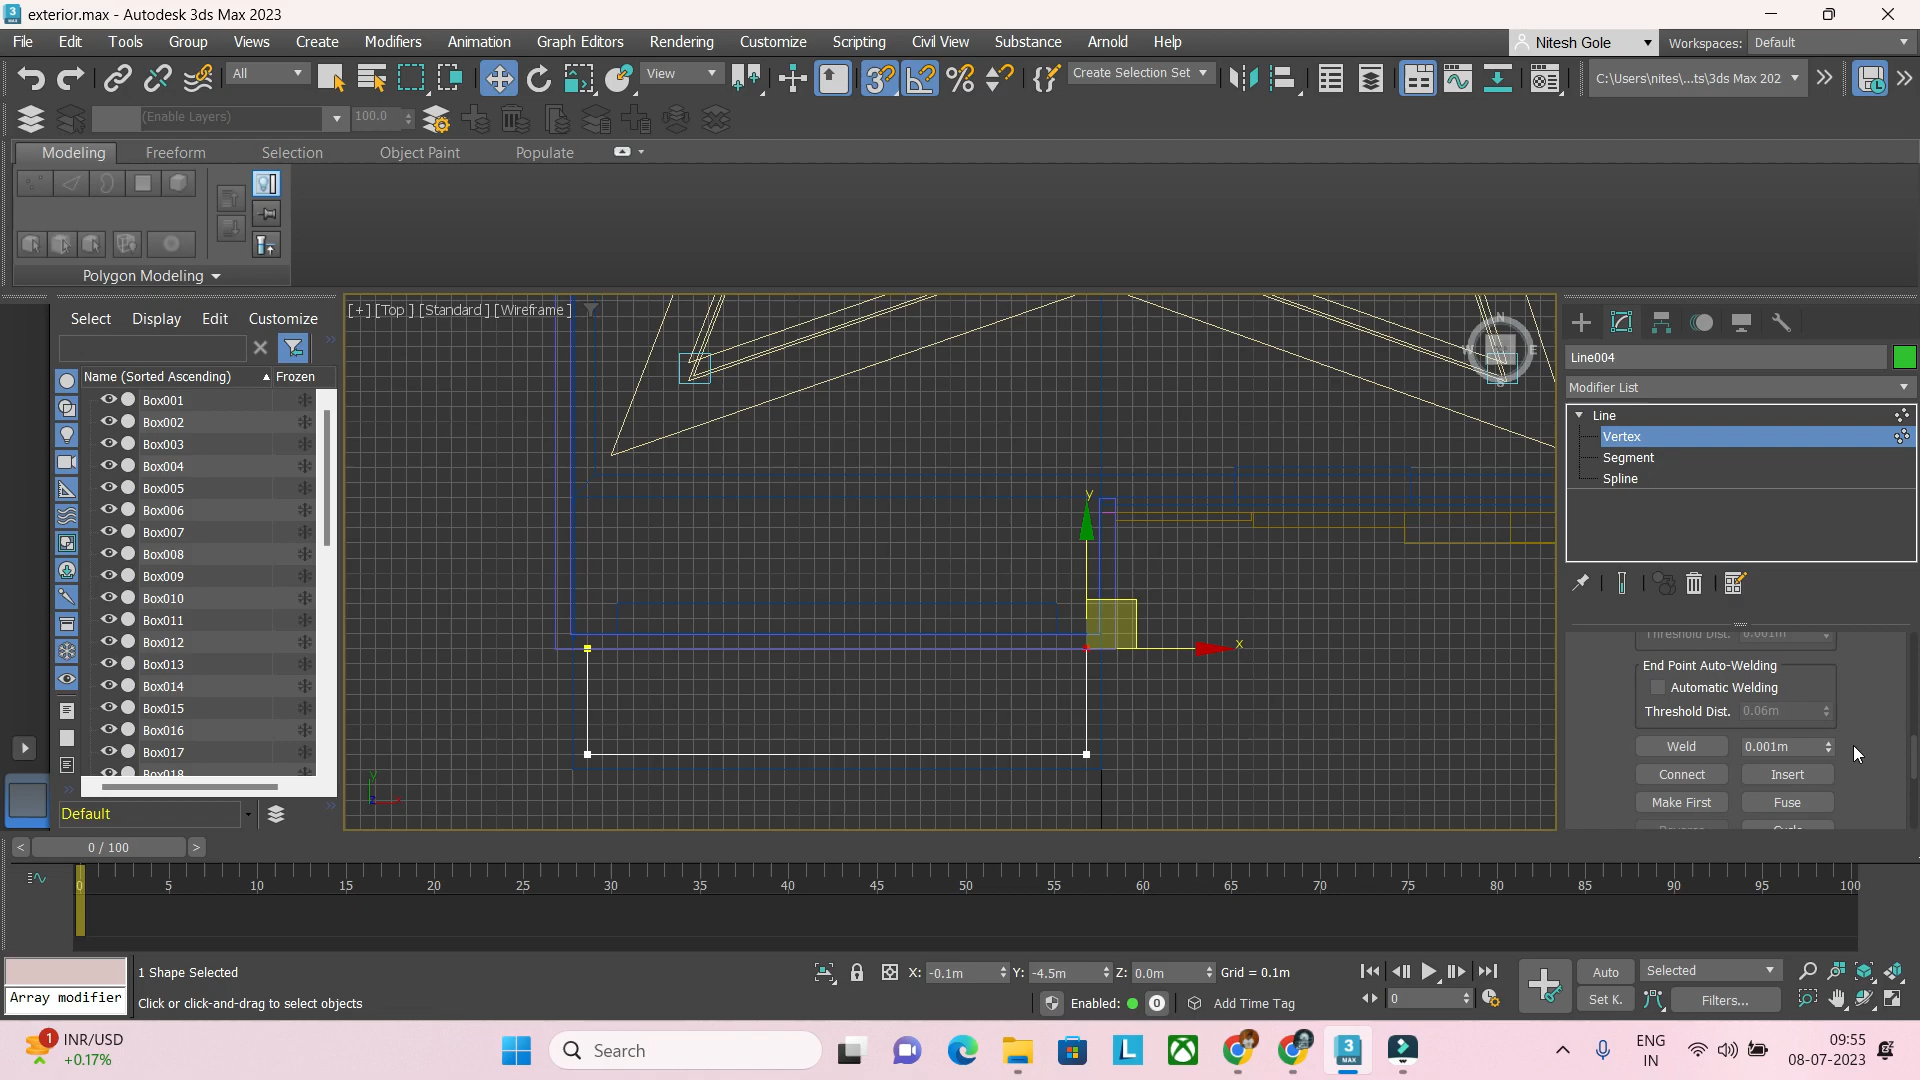 exterior.max - Autodesk 3ds Max 2023
File Edit Tools Group Views Create Modifiers Animation Graph Editors Rendering Customize Scripting Civil View Substance Arnold Help
Nitesh Gole Workspaces: Default
All View Create Selection Set C:\Users\nites\...ts\3ds Max 202
(Enable Layers) 100.0
Modeling Freeform Selection Object Paint Populate
Polygon Modeling
Select Display Edit Customize
Name (Sorted Ascending) Frozen
Box001
Box002
Box003
Box004
Box005
Box006
Box007
Box008
Box009
Box010
Box011
Box012
Box013
Box014
Box015
Box016
Box017
Box018
Default
[+] [Top ] [Standard ] [Wireframe ]
N
W E
S
y
x
Line004
Modifier List
Line
Vertex
Segment
Spline
Threshold Dist. 0.001m
End Point Auto-Welding
Automatic Welding
Threshold Dist. 0.06m
Weld 0.001m
Connect Insert
Make First Fuse
Reverse Cycle
< 0 / 100 >
0 5 10 15 20 25 30 35 40 45 50 55 60 65 70 75 80 85 90 95 100
1 Shape Selected
X: -0.1m Y: -4.5m Z: 0.0m Grid = 0.1m
Auto Selected
Array modifier
Click or click-and-drag to select objects
Enabled: 0 Add Time Tag
0 Set K. Filters...
1 INR/USD
+0.17%
Search
ENG
IN
09:55
08-07-2023